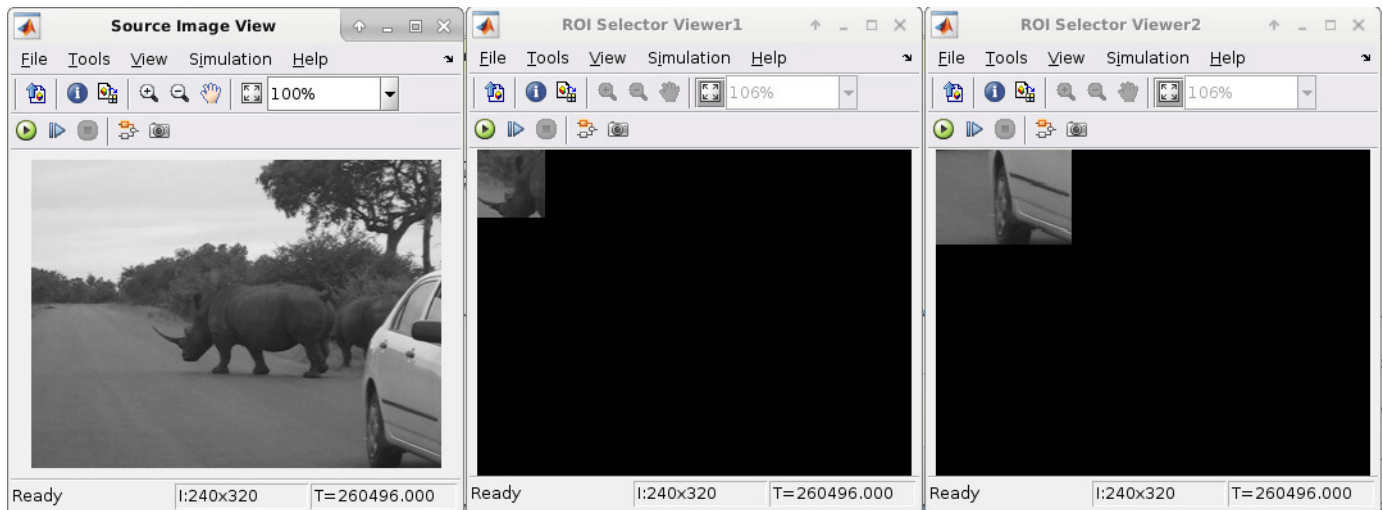 Source Image View
File Tools View Simulation Help
100%
Ready I:240x320 T=260496.000
ROI Selector Viewer1
File Tools View Simulation Help
106%
Ready I:240x320 T=260496.000
ROI Selector Viewer2
File Tools View Simulation Help
106%
Ready I:240x320 T=260496.000